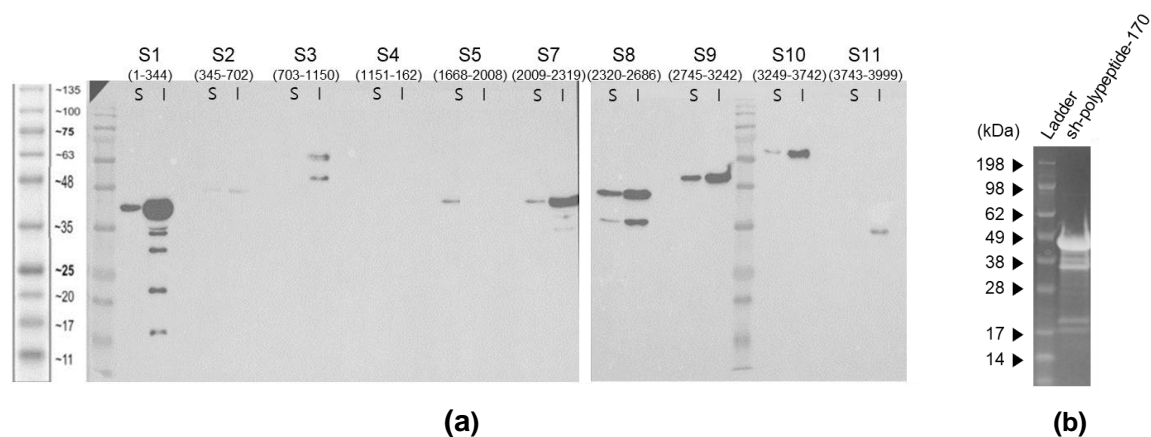 S1 S2 S3 S4 S5 S7 S8 S9 S10 S11
(1-344) (345-702) (703-1150) (1151-162) (1668-2008) (2009-2319) (2320-2686) (2745-3242) (3249-3742) (3743-3999)
S I S I S I S I S I S I S I S I S I S I
~135
~100
~75
~63
~48
~35
~25
~20
~17
~11
(a)
Ladder
sh-polypeptide-170
(kDa)
198
98
62
49
38
28
17
14
(b)